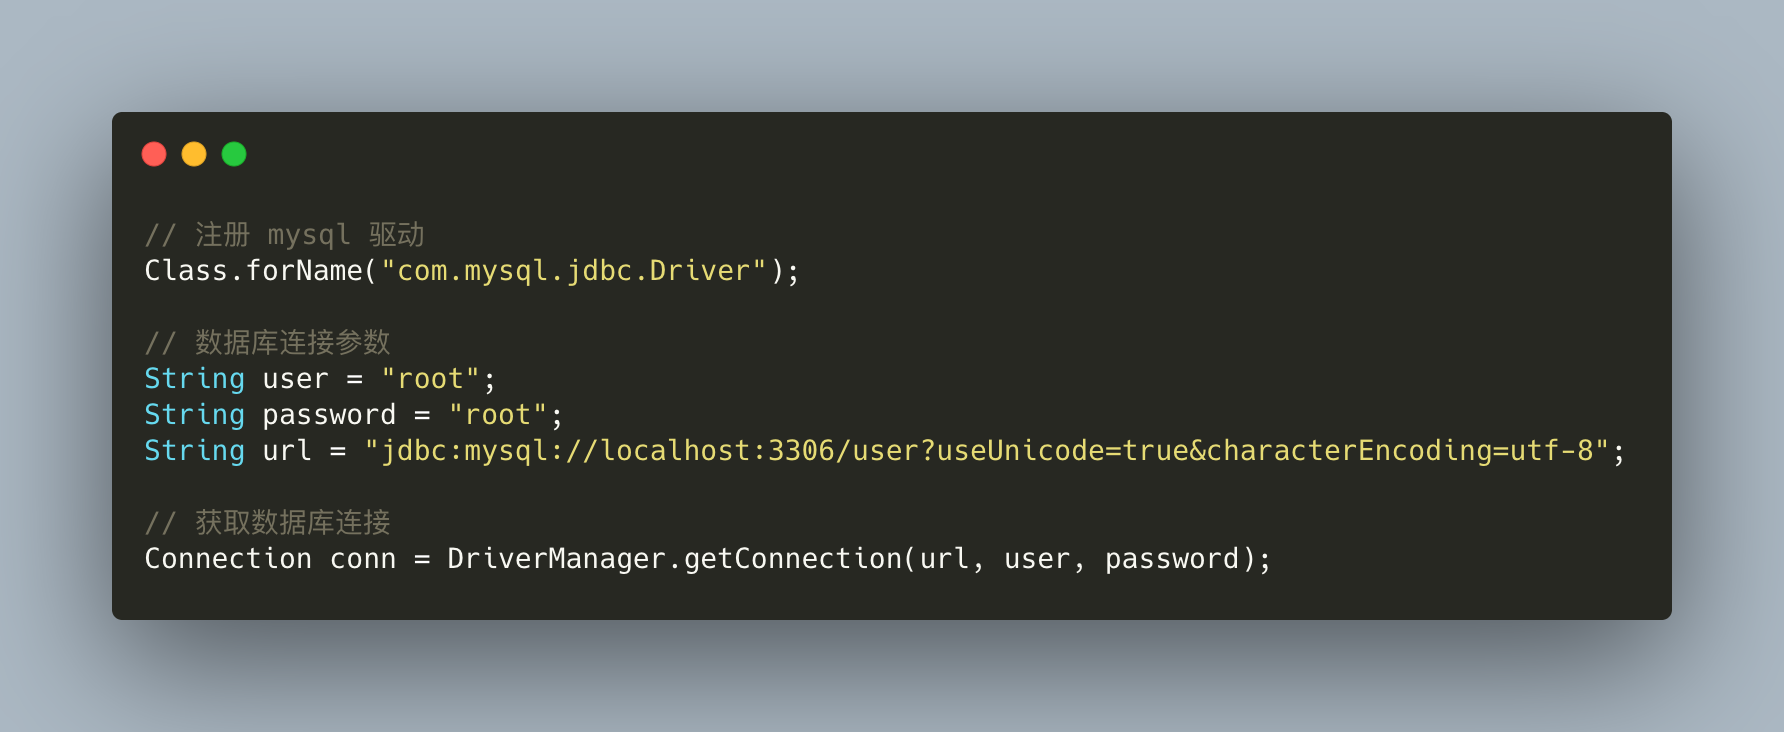 // 注册 mysql 驱动
Class.forName("com.mysql.jdbc.Driver");
// 数据库连接参数
String user = "root";
String password = "root";
String url = "jdbc:mysql://localhost:3306/user?useUnicode=true&characterEncoding=utf-8";
// 获取数据库连接
Connection conn = DriverManager.getConnection(url, user, password);